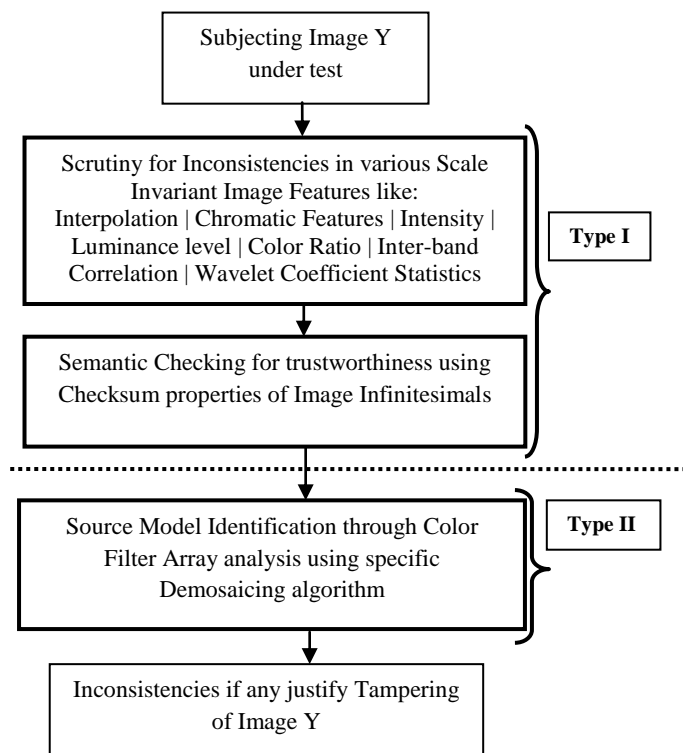 Subjecting Image Y
under test
Scrutiny for Inconsistencies in various Scale
Invariant Image Features like:
Interpolation | Chromatic Features | Intensity |
Luminance level | Color Ratio | Inter-band
Correlation | Wavelet Coefficient Statistics
Type I
Semantic Checking for trustworthiness using
Checksum properties of Image Infinitesimals
Source Model Identification through Color
Filter Array analysis using specific
Demosaicing algorithm
Type II
Inconsistencies if any justify Tampering
of Image Y